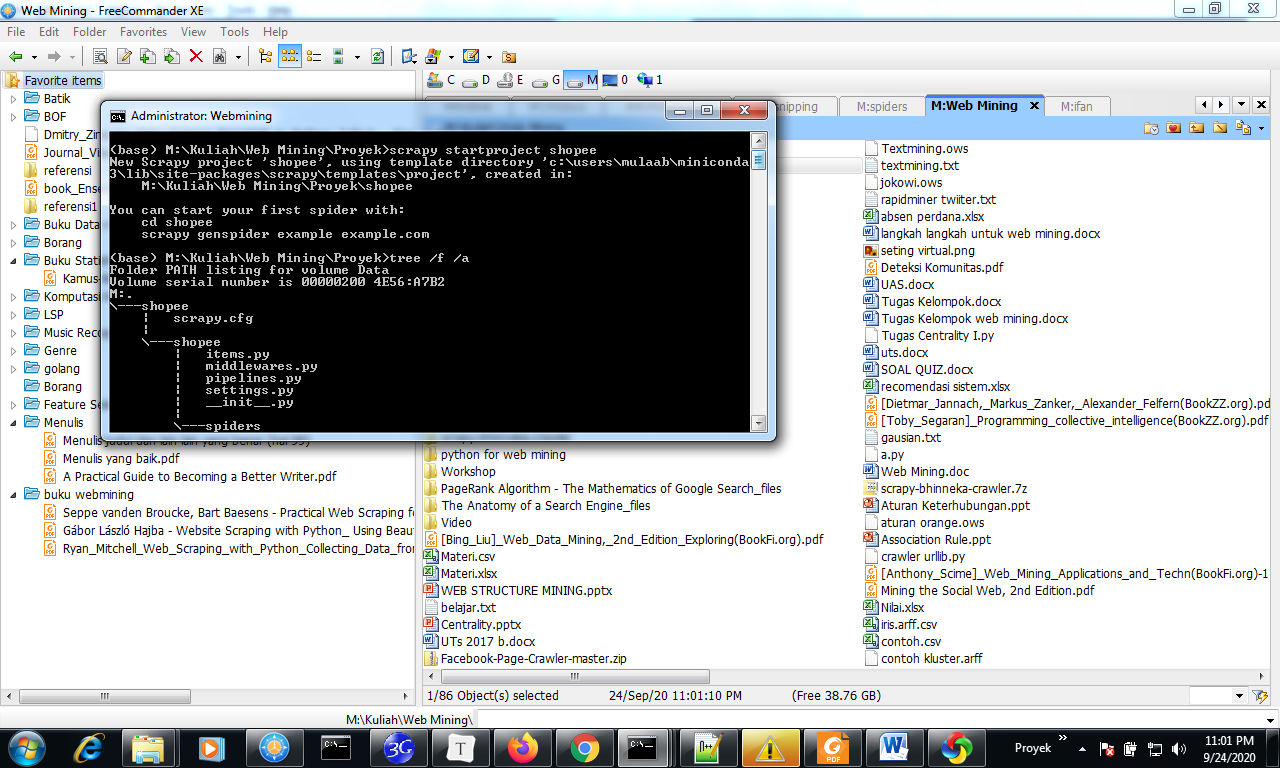 Web Mining - FreeCommander XE
File Edit Folder Favorites View Tools Help
C D E G M 0 1
Favorite items
Batik
BOF
Dmitry_Zin
Journal_Vi
referensi
book_Ense
referensi1
Buku Data
Borang
Buku Stati
Kamus-
Komputasi
LSP
Music Reco
Genre
golang
Borang
Feature Se
Menulis
Menulis yang baik.pdf
A Practical Guide to Becoming a Better Writer.pdf
buku webmining
Seppe vanden Broucke, Bart Baesens - Practical Web Scraping fo
Gábor László Hajba - Website Scraping with Python_ Using Beau
Ryan_Mitchell_Web_Scraping_with_Python_Collecting_Data_fron
Administrator: Webmining
(base) M:\Kuliah\Web Mining\Proyek>scrapy startproject shopee
New Scrapy project 'shopee', using template directory 'c:\users\mulaab\miniconda
3\lib\site-packages\scrapy\templates\project', created in:
M:\Kuliah\Web Mining\Proyek\shopee
You can start your first spider with:
cd shopee
scrapy genspider example example.com
(base) M:\Kuliah\Web Mining\Proyek>tree /f /a
Folder PATH listing for volume Data
Volume serial number is 00000200 4E56:A7B2
M:.
\---shopee
¦ scrapy.cfg
¦
\---shopee
¦ items.py
¦ middlewares.py
¦ pipelines.py
¦ settings.py
¦ __init__.py
¦
\---spiders
nipping M:spiders M:Web Mining M:ifan
python for web mining
Workshop
PageRank Algorithm - The Mathematics of Google Search_files
The Anatomy of a Search Engine_files
Video
[Bing_Liu]_Web_Data_Mining,_2nd_Edition_Exploring(BookFi.org).pdf
Materi.csv
Materi.xlsx
WEB STRUCTURE MINING.pptx
belajar.txt
Centrality.pptx
UTs 2017 b.docx
Facebook-Page-Crawler-master.zip
Textmining.ows
textmining.txt
jokowi.ows
rapidminer twiiter.txt
absen perdana.xlsx
langkah langkah untuk web mining.docx
seting virtual.png
Deteksi Komunitas.pdf
UAS.docx
Tugas Kelompok.docx
Tugas Kelompok web mining.docx
Tugas Centrality I.py
uts.docx
SOAL QUIZ.docx
recomendasi sistem.xlsx
[Dietmar_Jannach,_Markus_Zanker,_Alexander_Felfern(BookZZ.org).pd
[Toby_Segaran]_Programming_collective_intelligence(BookZZ.org).pdf
gausian.txt
a.py
Web Mining.doc
scrapy-bhinneka-crawler.7z
Aturan Keterhubungan.ppt
aturan orange.ows
Association Rule.ppt
crawler urllib.py
[Anthony_Scime]_Web_Mining_Applications_and_Techn(BookFi.org)-1
Mining the Social Web, 2nd Edition.pdf
Nilai.xlsx
iris.arff.csv
contoh.csv
contoh kluster.arff
1/86 Object(s) selected 24/Sep/20 11:01:10 PM (Free 38.76 GB)
M:\Kuliah\Web Mining\
Proyek
11:01 PM
9/24/2020